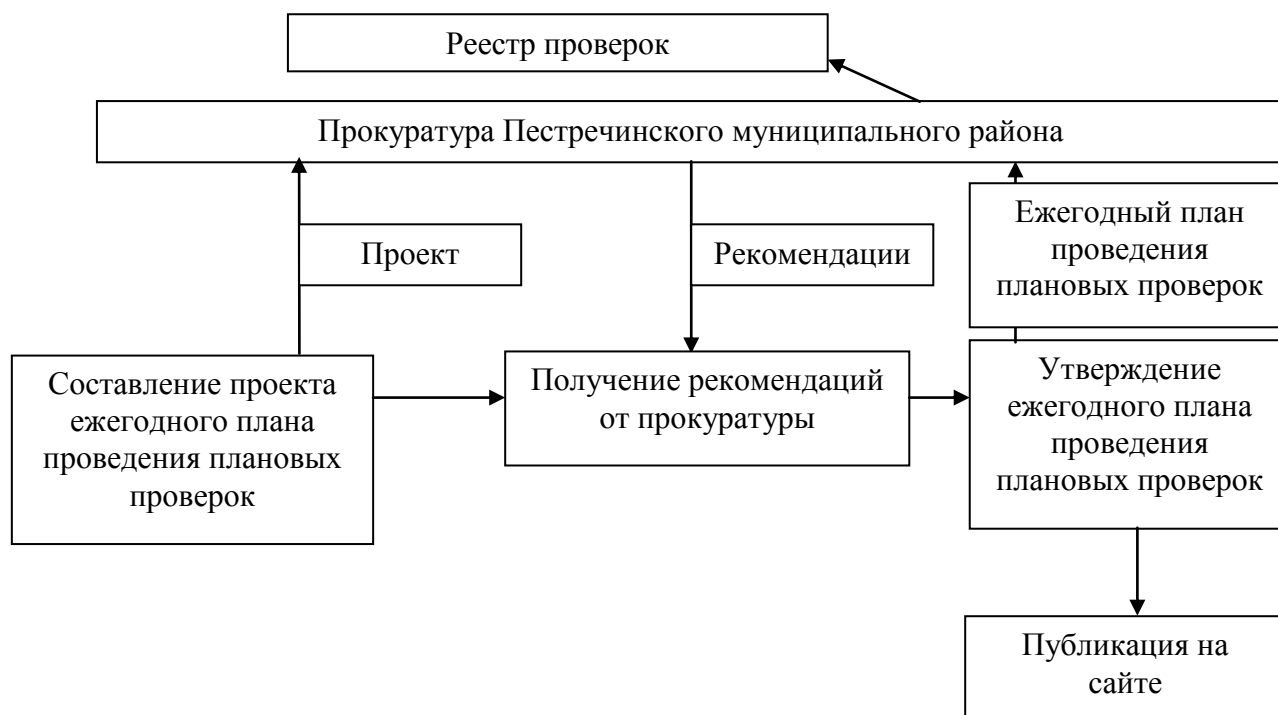 Реестр проверок
Прокуратура Пестречинского муниципального района
Проект
Рекомендации
Ежегодный план
проведения
плановых проверок
Составление проекта
ежегодного плана
проведения плановых
проверок
Получение рекомендаций
от прокуратуры
Утверждение
ежегодного плана
проведения
плановых проверок
Публикация на
сайте